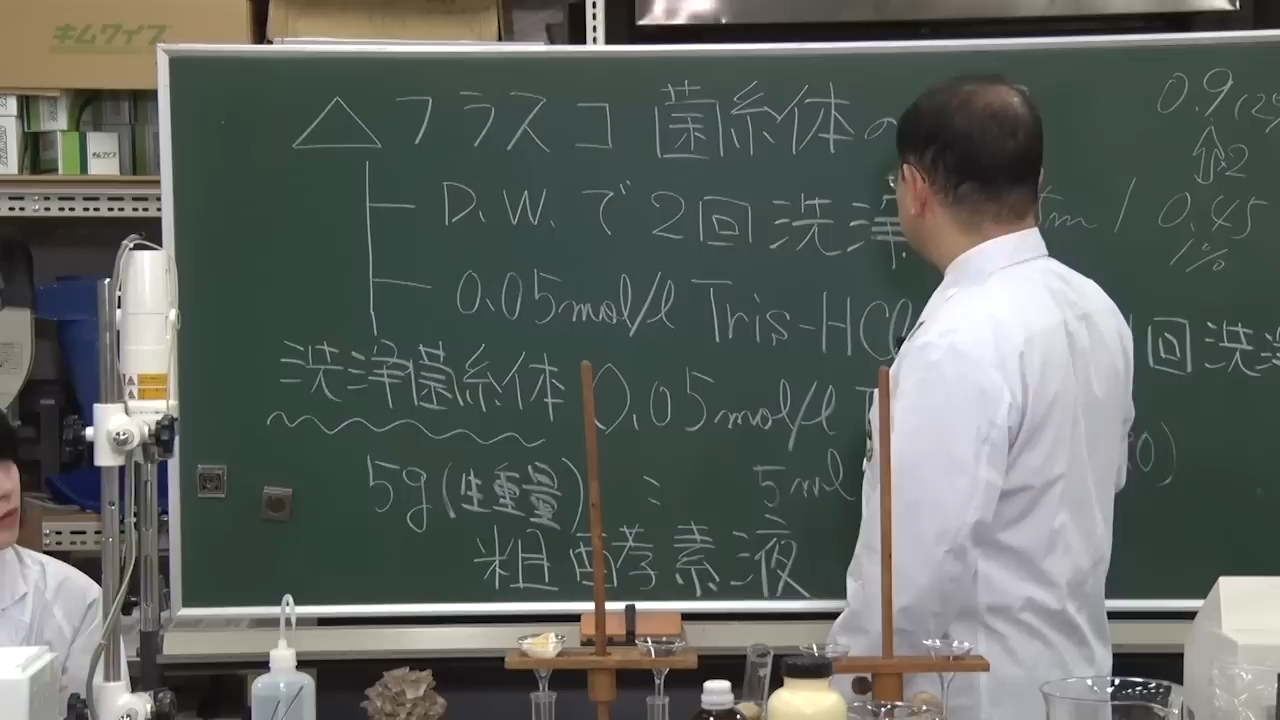 キムワイプ
△フラスコ 菌糸体の
D.W.で2回洗浄
0.05mol/l Tris-HCl
洗浄菌糸体 0.05mol/l T
5g(生重量) : 5ml
粗酵素液
0.9
×2
0.45
1%
回洗